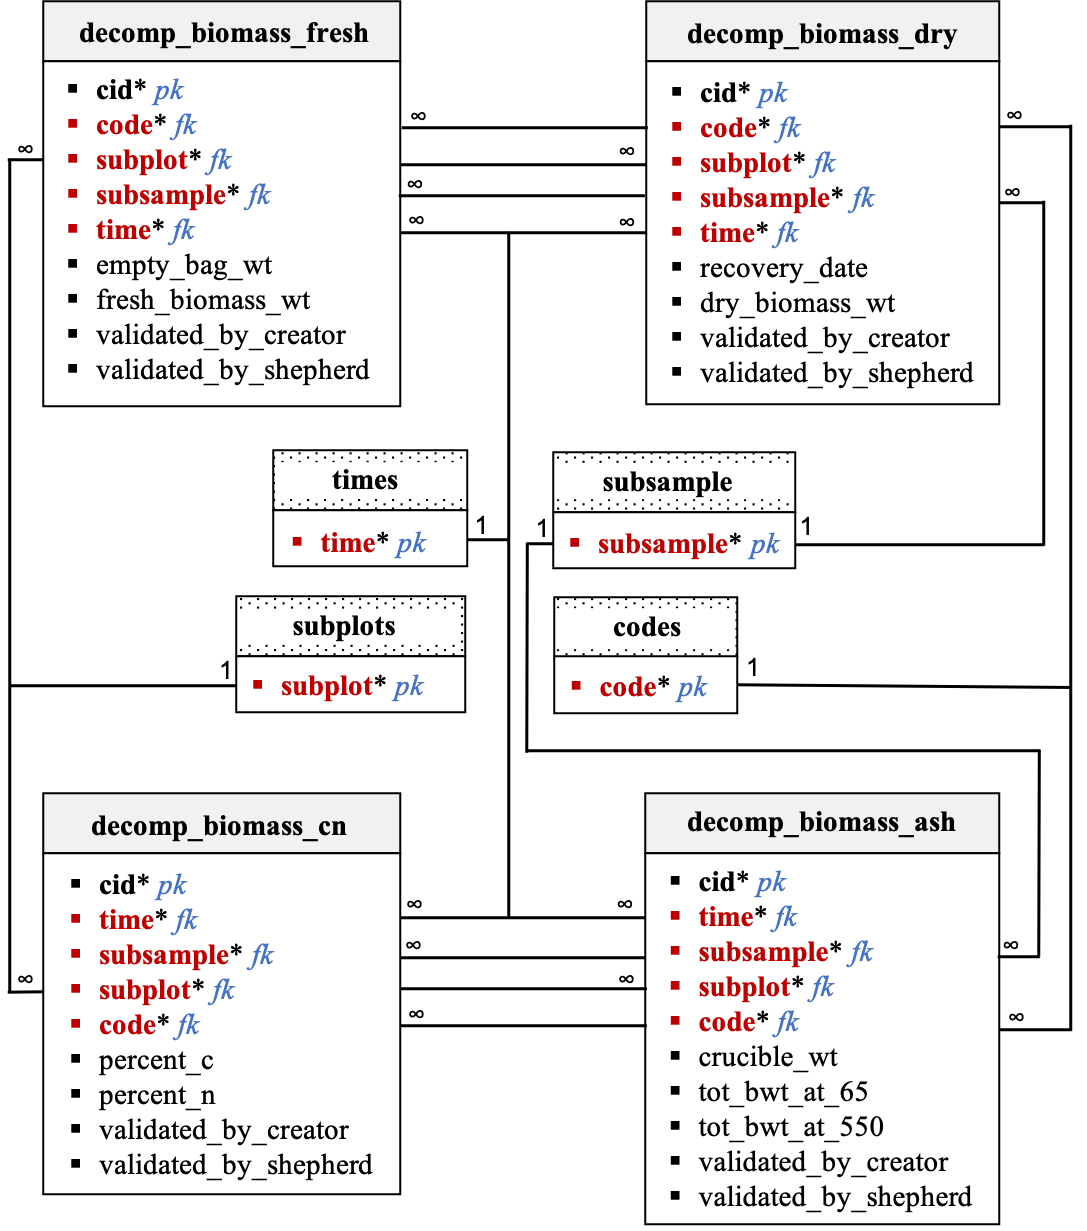 decomp_biomass_fresh
cid* pk
code* fk
subplot* fk
subsample* fk
time* fk
empty_bag_wt
fresh_biomass_wt
validated_by_creator
validated_by_shepherd
decomp_biomass_dry
cid* pk
code* fk
subplot* fk
subsample* fk
time* fk
recovery_date
dry_biomass_wt
validated_by_creator
validated_by_shepherd
∞
∞
∞
∞
∞
∞
∞
∞
times
time* pk
1
subsample
subsample* pk
1
1
subplots
subplot* pk
1
codes
code* pk
1
decomp_biomass_cn
cid* pk
time* fk
subsample* fk
subplot* fk
code* fk
percent_c
percent_n
validated_by_creator
validated_by_shepherd
decomp_biomass_ash
cid* pk
time* fk
subsample* fk
subplot* fk
code* fk
crucible_wt
tot_bwt_at_65
tot_bwt_at_550
validated_by_creator
validated_by_shepherd
∞
∞
∞
∞
∞
∞
∞
∞